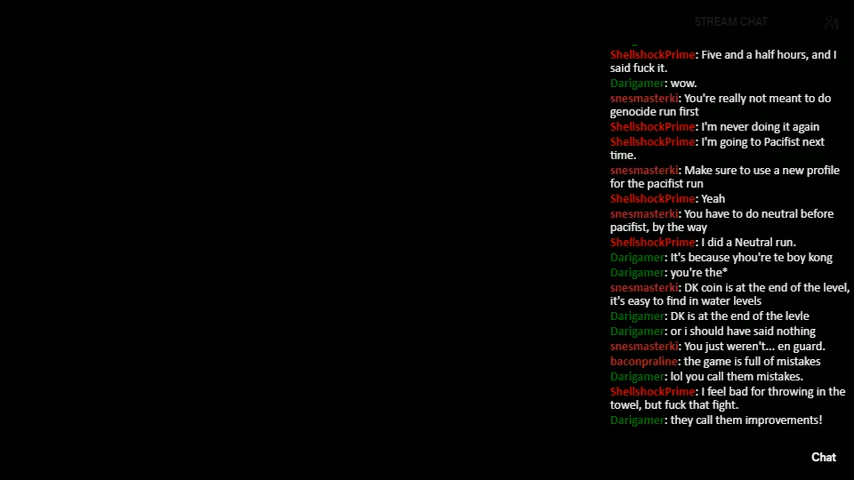 STREAM CHAT
ShellshockPrime: Five and a half hours, and I
said fuck it.
Darigamer: wow.
snesmasterki: You're really not meant to do
genocide run first
ShellshockPrime: I'm never doing it again
ShellshockPrime: I'm going to Pacifist next
time.
snesmasterki: Make sure to use a new profile
for the pacifist run
ShellshockPrime: Yeah
snesmasterki: You have to do neutral before
pacifist, by the way
ShellshockPrime: I did a Neutral run.
Darigamer: It's because yhou're te boy kong
Darigamer: you're the*
snesmasterki: DK coin is at the end of the level,
it's easy to find in water levels
Darigamer: DK is at the end of the levle
Darigamer: or i should have said nothing
snesmasterki: You just weren't... en guard.
baconpraline: the game is full of mistakes
Darigamer: lol you call them mistakes.
ShellshockPrime: I feel bad for throwing in the
towel, but fuck that fight.
Darigamer: they call them improvements!
Chat